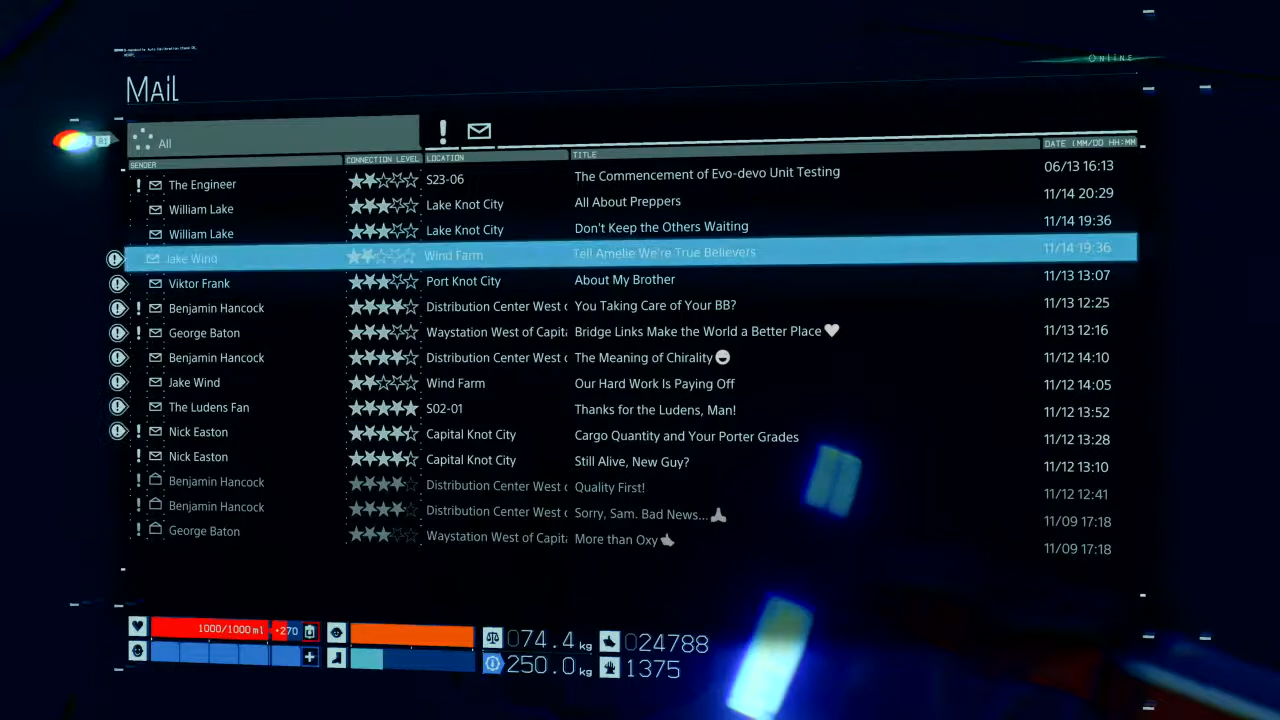 Online
Mail
R1
All
SENDER CONNECTION LEVEL LOCATION TITLE DATE (MM/DD HH:MM
The Engineer S23-06 The Commencement of Evo-devo Unit Testing 06/13 16:13
William Lake Lake Knot City All About Preppers 11/14 20:29
William Lake Lake Knot City Don't Keep the Others Waiting 11/14 19:36
Jake Wind Wind Farm Tell Amelie We're True Believers 11/14 19:36
Viktor Frank Port Knot City About My Brother 11/13 13:07
Benjamin Hancock Distribution Center West c You Taking Care of Your BB? 11/13 12:25
George Baton Waystation West of Capita Bridge Links Make the World a Better Place 11/13 12:16
Benjamin Hancock Distribution Center West c The Meaning of Chirality 11/12 14:10
Jake Wind Wind Farm Our Hard Work Is Paying Off 11/12 14:05
The Ludens Fan S02-01 Thanks for the Ludens, Man! 11/12 13:52
Nick Easton Capital Knot City Cargo Quantity and Your Porter Grades 11/12 13:28
Nick Easton Capital Knot City Still Alive, New Guy? 11/12 13:10
Benjamin Hancock Distribution Center West c Quality First! 11/12 12:41
Benjamin Hancock Distribution Center West c Sorry, Sam. Bad News... 11/09 17:18
George Baton Waystation West of Capita More than Oxy 11/09 17:18
1000/1000 ml +270 074.4 kg 024788
250.0 kg 1375